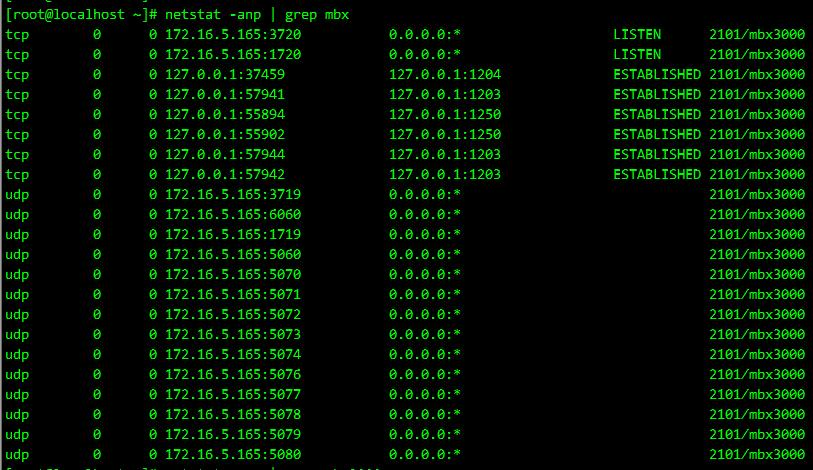 [root@localhost ~]# netstat -anp | grep mbx
tcp 0 0 172.16.5.165:3720 0.0.0.0:* LISTEN 2101/mbx3000
tcp 0 0 172.16.5.165:1720 0.0.0.0:* LISTEN 2101/mbx3000
tcp 0 0 127.0.0.1:37459 127.0.0.1:1204 ESTABLISHED 2101/mbx3000
tcp 0 0 127.0.0.1:57941 127.0.0.1:1203 ESTABLISHED 2101/mbx3000
tcp 0 0 127.0.0.1:55894 127.0.0.1:1250 ESTABLISHED 2101/mbx3000
tcp 0 0 127.0.0.1:55902 127.0.0.1:1250 ESTABLISHED 2101/mbx3000
tcp 0 0 127.0.0.1:57944 127.0.0.1:1203 ESTABLISHED 2101/mbx3000
tcp 0 0 127.0.0.1:57942 127.0.0.1:1203 ESTABLISHED 2101/mbx3000
udp 0 0 172.16.5.165:3719 0.0.0.0:* 2101/mbx3000
udp 0 0 172.16.5.165:6060 0.0.0.0:* 2101/mbx3000
udp 0 0 172.16.5.165:1719 0.0.0.0:* 2101/mbx3000
udp 0 0 172.16.5.165:5060 0.0.0.0:* 2101/mbx3000
udp 0 0 172.16.5.165:5070 0.0.0.0:* 2101/mbx3000
udp 0 0 172.16.5.165:5071 0.0.0.0:* 2101/mbx3000
udp 0 0 172.16.5.165:5072 0.0.0.0:* 2101/mbx3000
udp 0 0 172.16.5.165:5073 0.0.0.0:* 2101/mbx3000
udp 0 0 172.16.5.165:5074 0.0.0.0:* 2101/mbx3000
udp 0 0 172.16.5.165:5076 0.0.0.0:* 2101/mbx3000
udp 0 0 172.16.5.165:5077 0.0.0.0:* 2101/mbx3000
udp 0 0 172.16.5.165:5078 0.0.0.0:* 2101/mbx3000
udp 0 0 172.16.5.165:5079 0.0.0.0:* 2101/mbx3000
udp 0 0 172.16.5.165:5080 0.0.0.0:* 2101/mbx3000